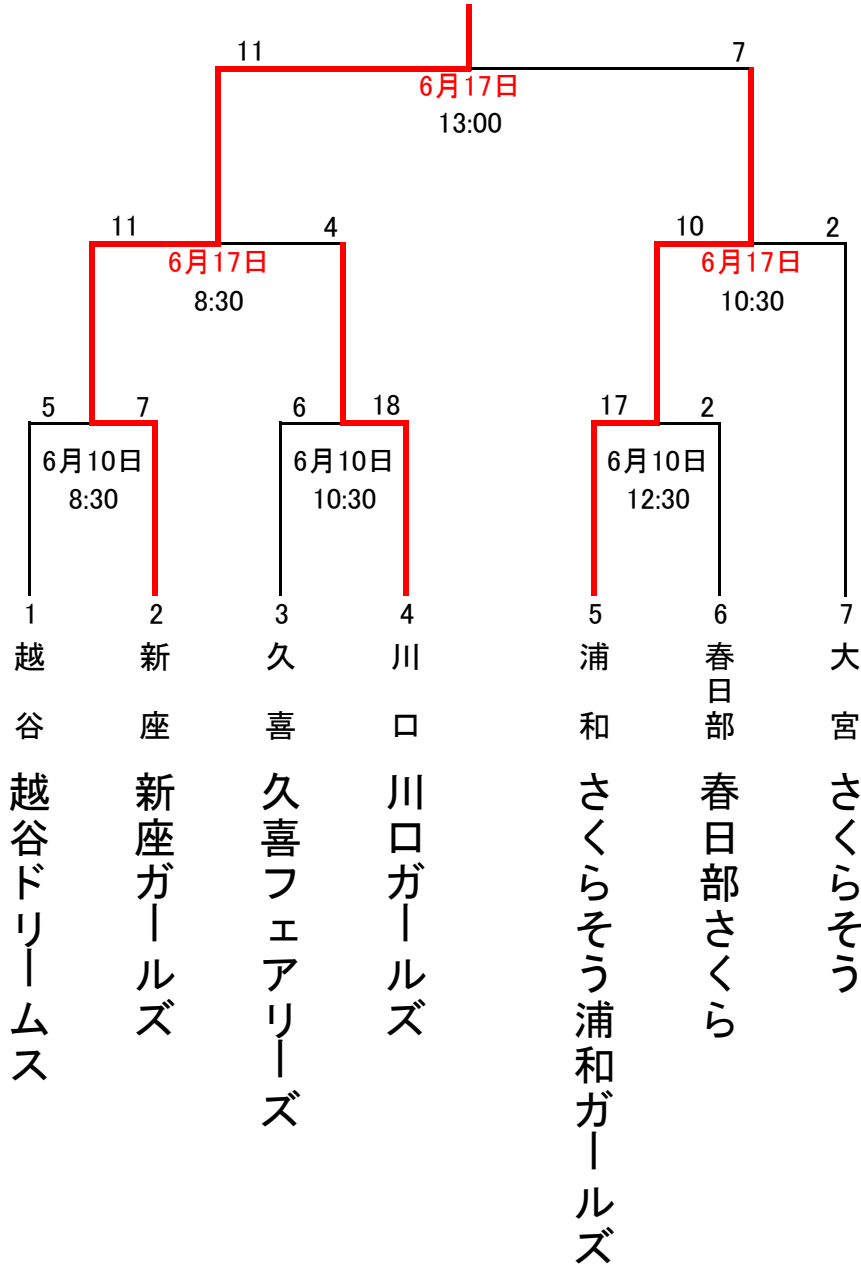 11
7
6月17日
13:00
11
4
10
2
6月17日
8:30
6月17日
10:30
5
7
6
18
17
2
6月10日
8:30
6月10日
10:30
6月10日
12:30
1
2
3
4
5
6
7
越谷
新座
久喜
川口
浦和
春日部
大宮
越谷ドリームス
新座ガールズ
久喜フェアリーズ
川口ガールズ
さくらそう浦和ガールズ
春日部さくら
さくらそう